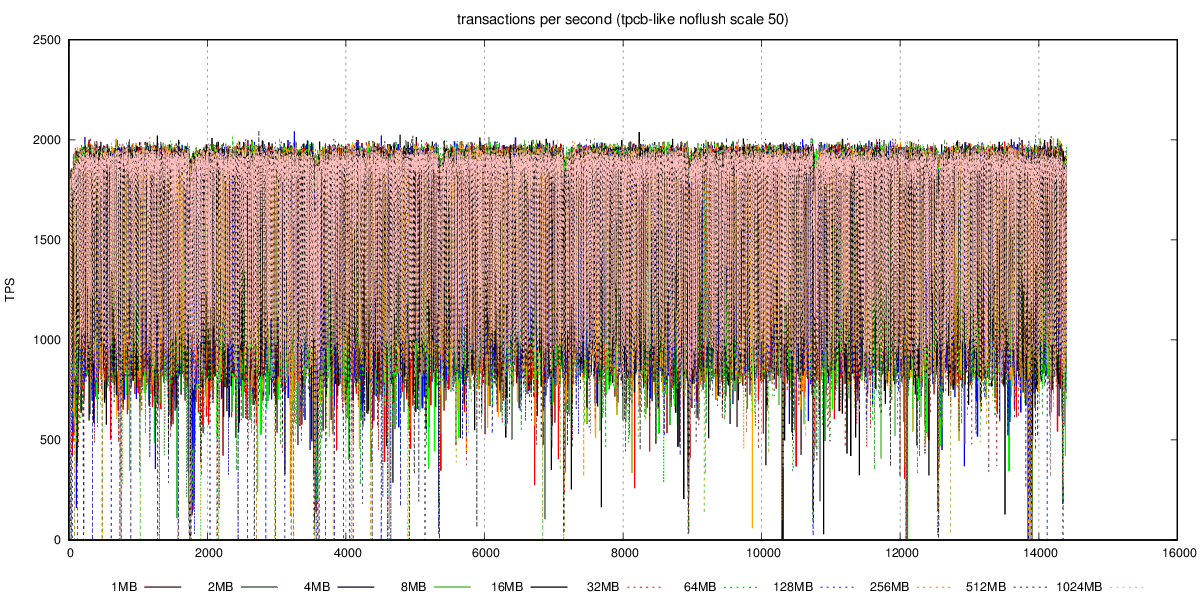 transactions per second (tpcb-like noflush scale 50)
2500
2000
1500
1000
500
0
TPS
0 2000 4000 6000 8000 10000 12000 14000 16000
1MB 2MB 4MB 8MB 16MB 32MB 64MB 128MB 256MB 512MB 1024MB